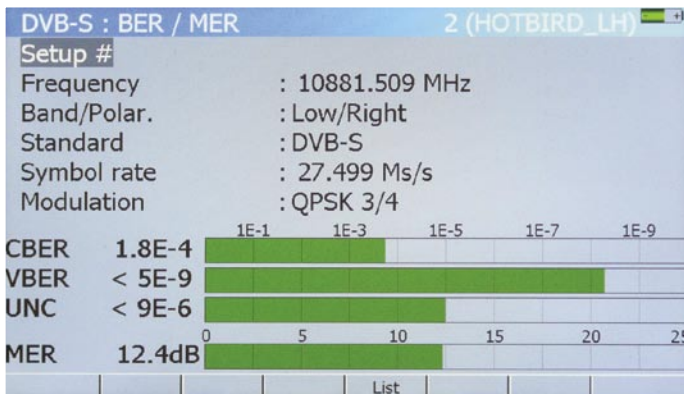 DVB-S : BER / MER 2 (HOTBIRD_LH)
Setup #
Frequency : 10881.509 MHz
Band/Polar. : Low/Right
Standard : DVB-S
Symbol rate : 27.499 Ms/s
Modulation : QPSK 3/4
1E-1 1E-3 1E-5 1E-7 1E-9
CBER 1.8E-4
VBER < 5E-9
UNC < 9E-6
0 5 10 15 20 25
MER 12.4dB
List